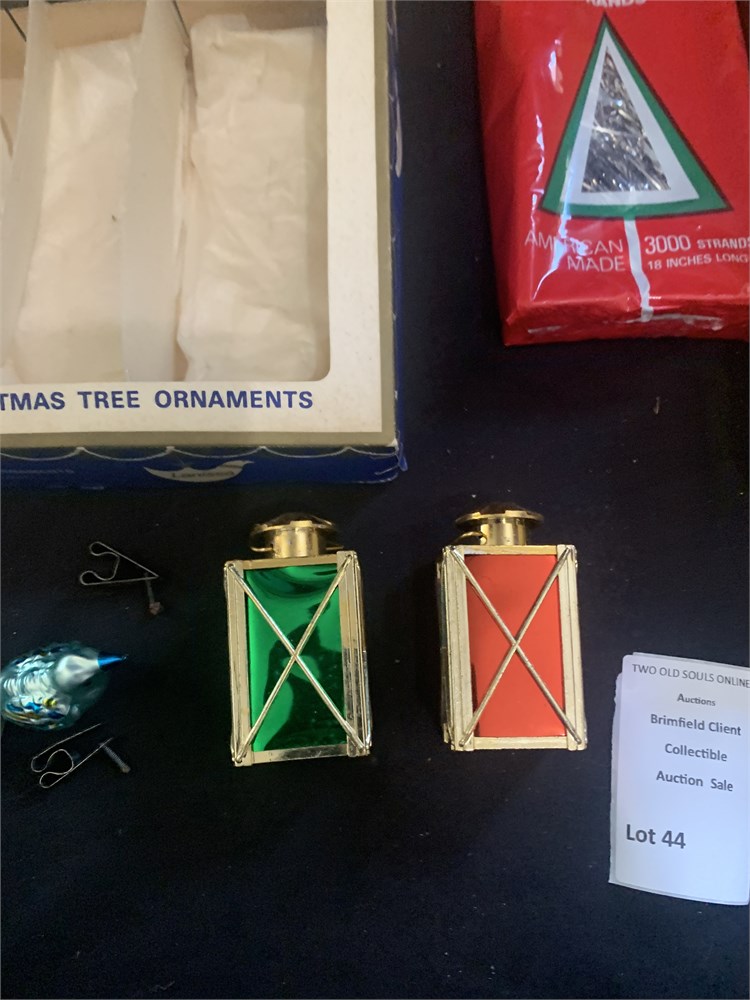 AMERICAN MADE
3000 STRANDS
18 INCHES LONG
TMAS TREE ORNAMENTS
TWO OLD SOULS ONLINE
Auctions
Brimfield Client
Collectible
Auction Sale
Lot 44